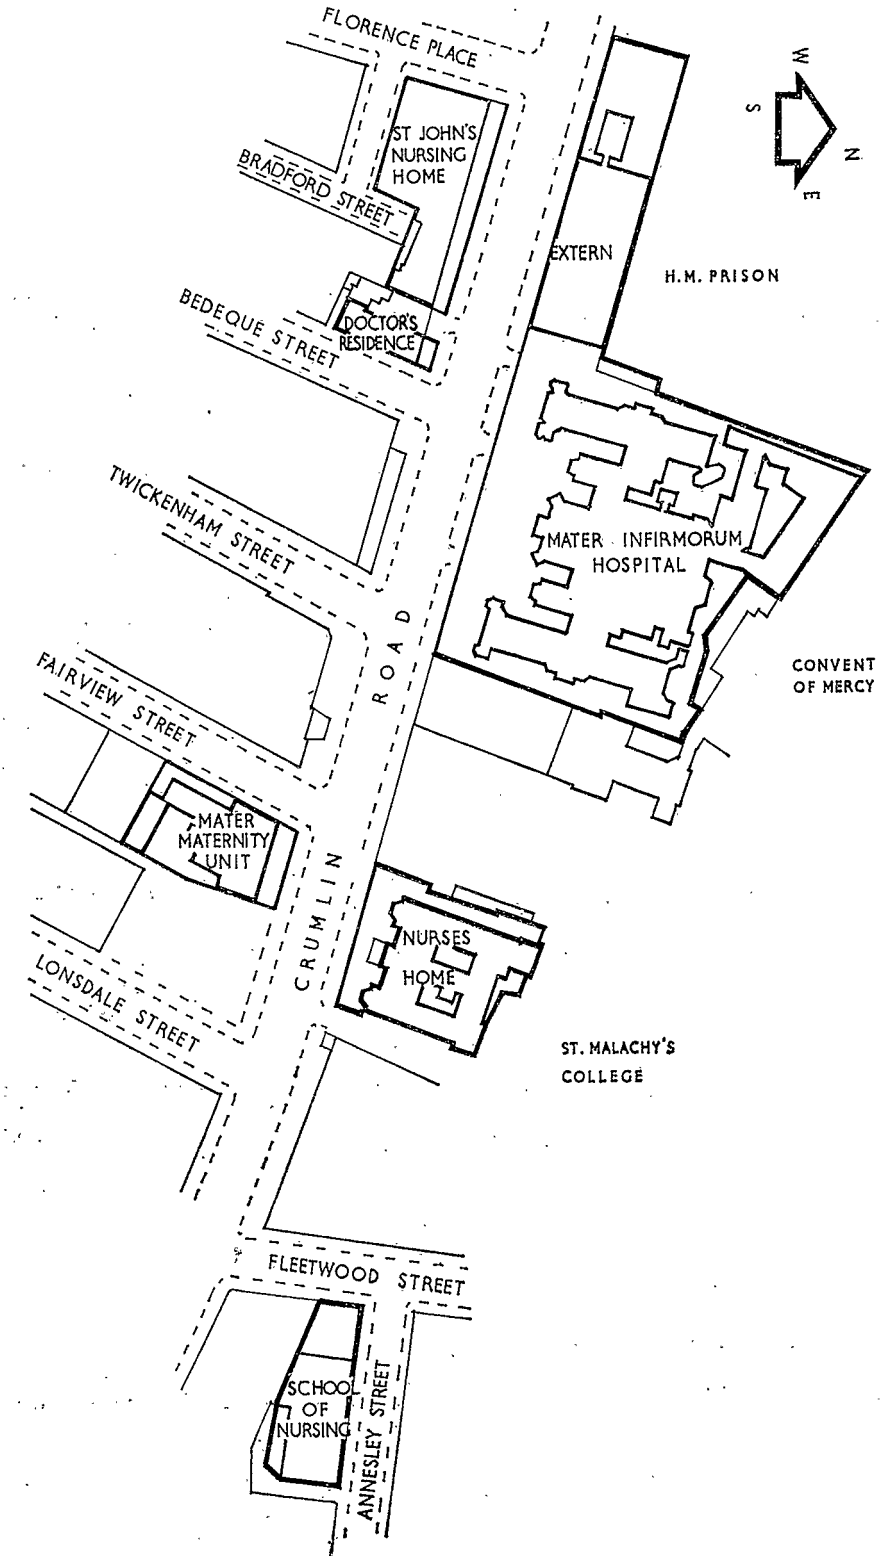 FLORENCE PLACE
W
S
N
E
ST JOHN'S
NURSING
HOME
BRADFORD STREET
EXTERN
H.M. PRISON
BEDEQUE STREET
DOCTOR'S
RESIDENCE
TWICKENHAM STREET
MATER INFIRMORUM
HOSPITAL
CONVENT
OF MERCY
FAIRVIEW STREET
CRUMLIN ROAD
MATER
MATERNITY
UNIT
NURSES
HOME
LONSDALE STREET
ST. MALACHY'S
COLLEGE
FLEETWOOD STREET
SCHOOL
OF
NURSING
ANNESLEY STREET